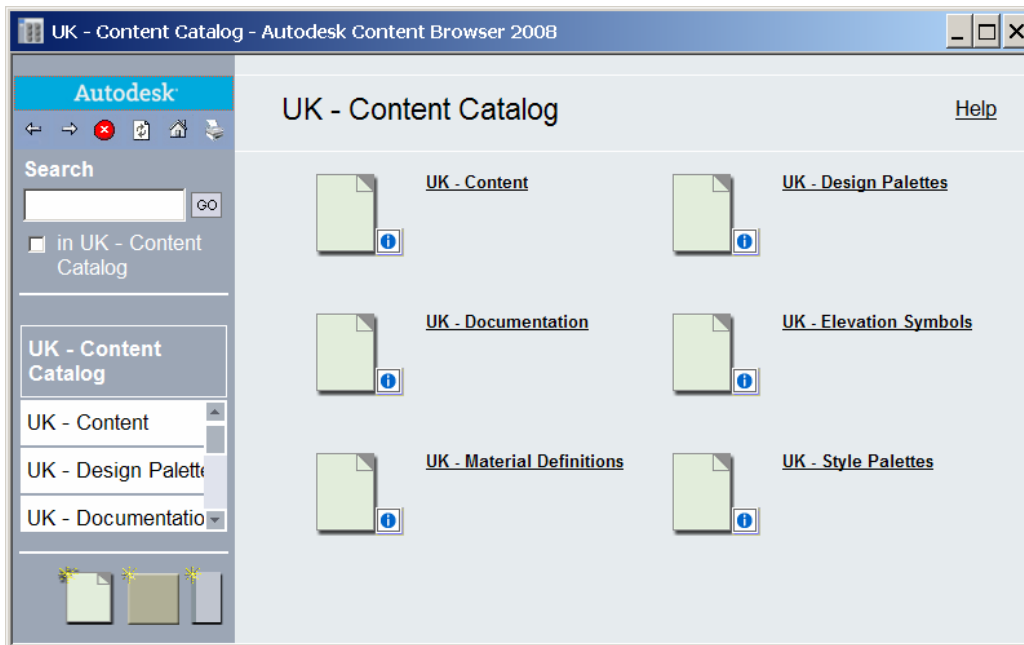 UK - Content Catalog - Autodesk Content Browser 2008
Autodesk
Search
GO
in UK - Content
Catalog
UK - Content
Catalog
UK - Content
UK - Design Palette
UK - Documentatio
UK - Content Catalog
Help
UK - Content
UK - Design Palettes
UK - Documentation
UK - Elevation Symbols
UK - Material Definitions
UK - Style Palettes